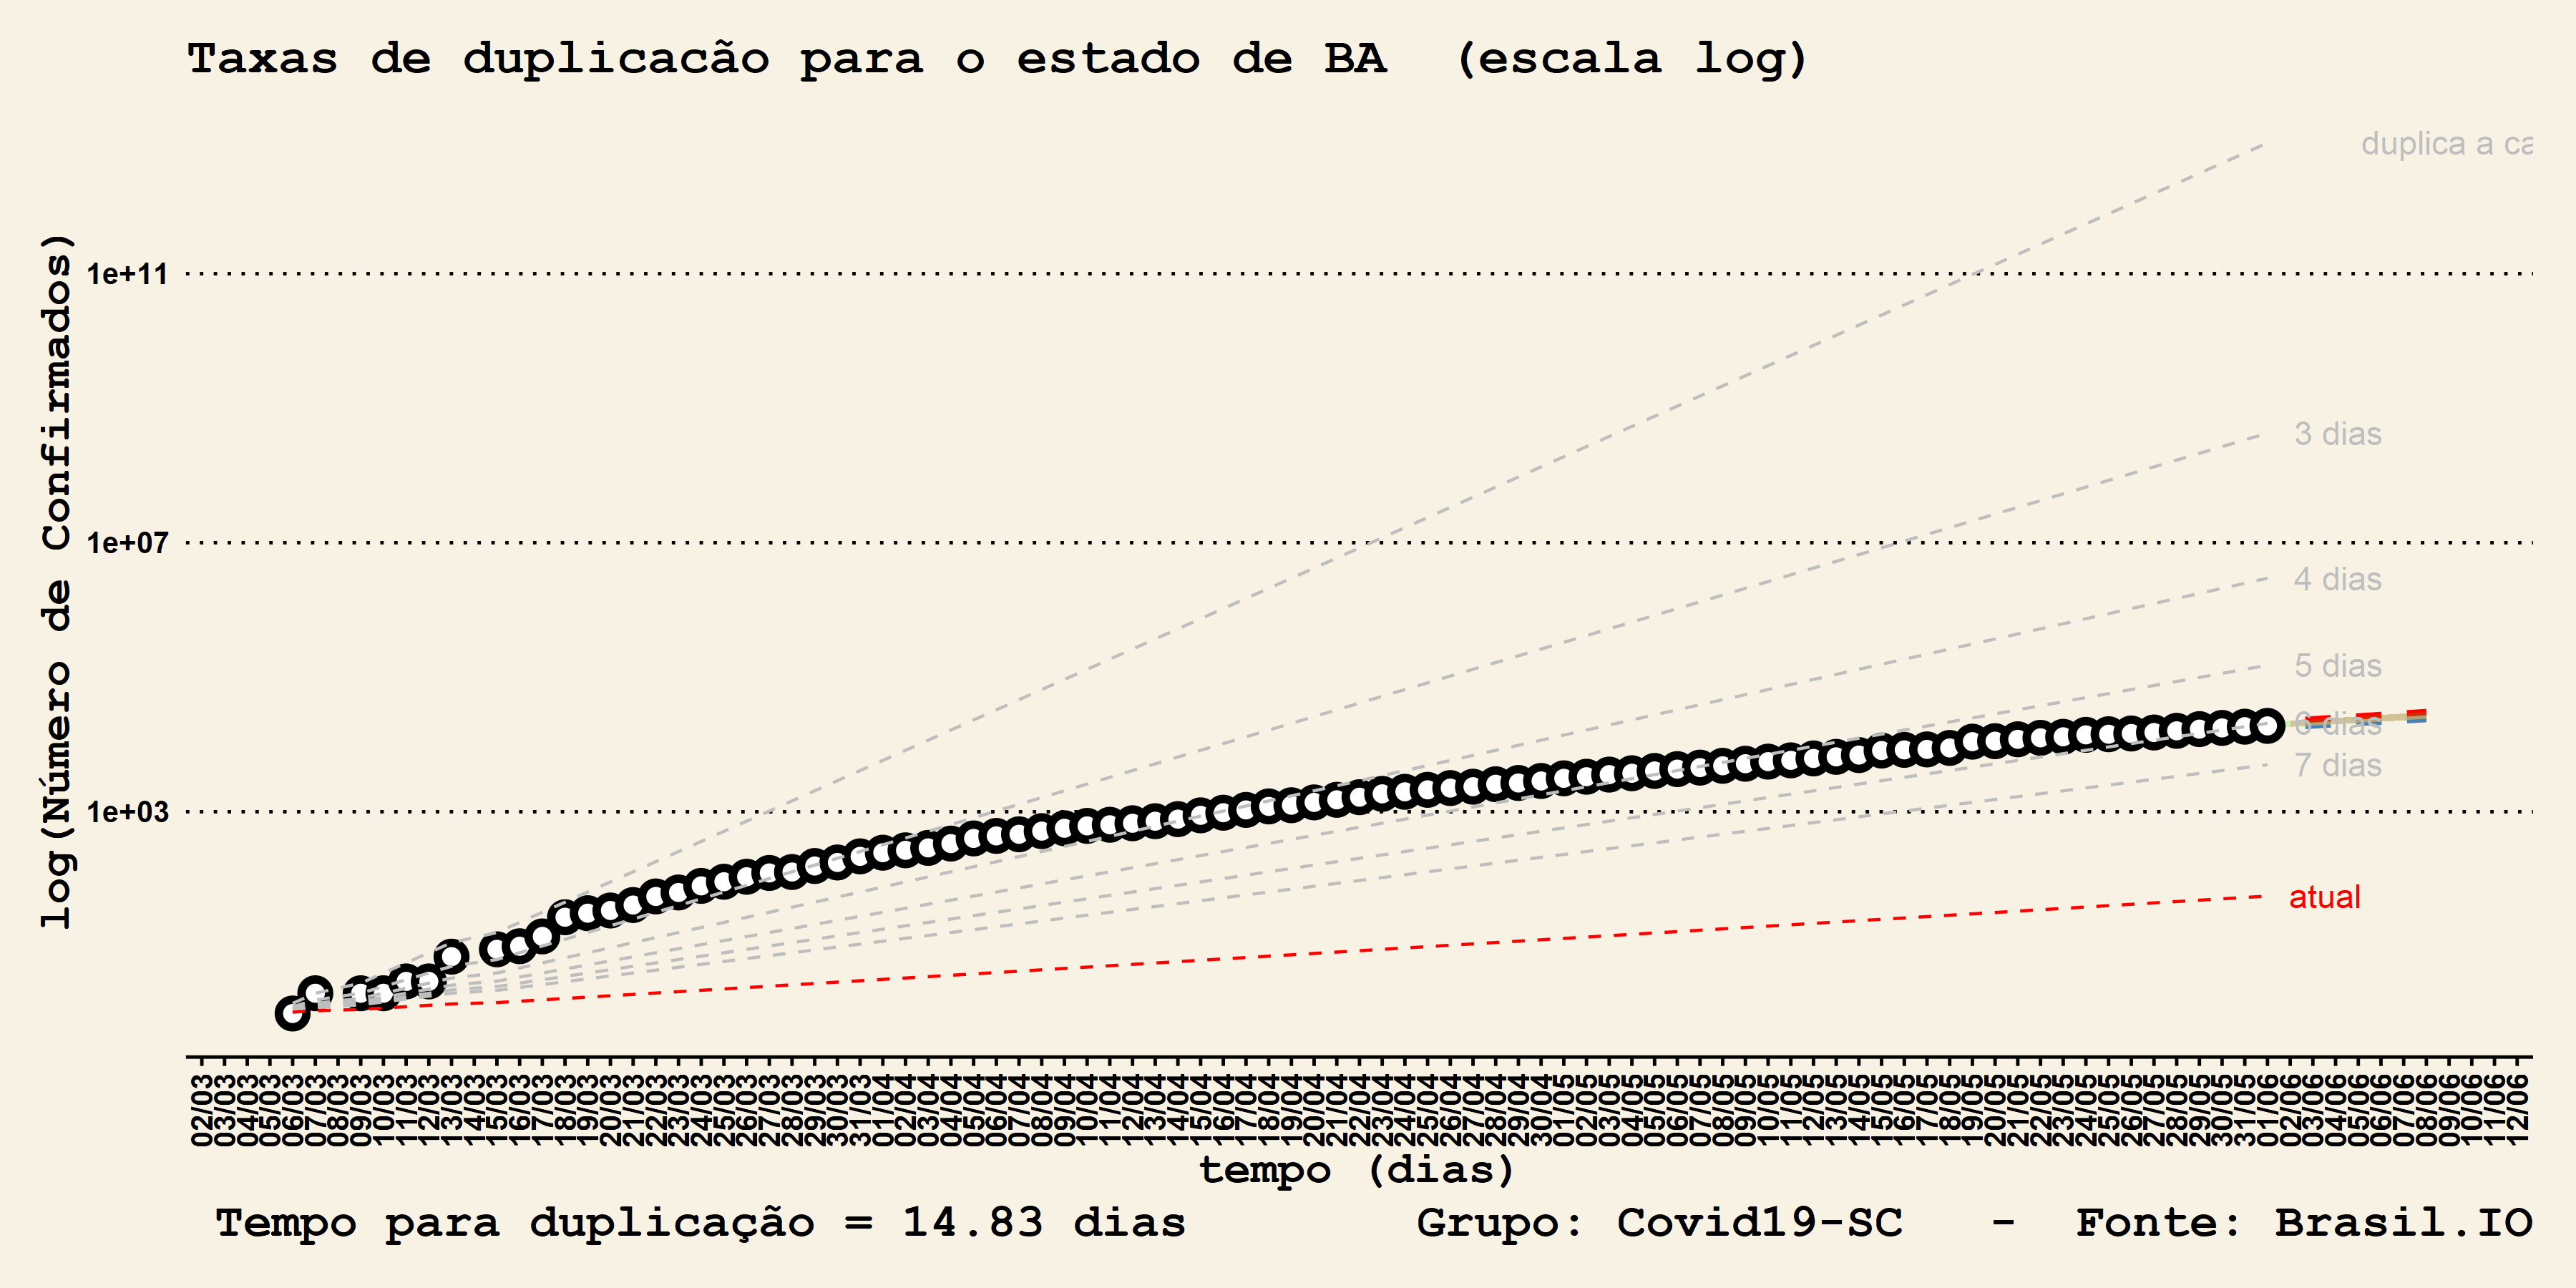 Taxas de duplicacão para o estado de BA (escala log)
log(Número de Confirmados)
1e+11
1e+07
1e+03
duplica a ca
3 dias
4 dias
5 dias
6 dias
7 dias
atual
02/03 03/03 04/03 05/03 06/03 07/03 08/03 09/03 10/03 11/03 12/03 13/03 14/03 15/03 16/03 17/03 18/03 19/03 20/03 21/03 22/03 23/03 24/03 25/03 26/03 27/03 28/03 29/03 30/03 31/03 01/04 02/04 03/04 04/04 05/04 06/04 07/04 08/04 09/04 10/04 11/04 12/04 13/04 14/04 15/04 16/04 17/04 18/04 19/04 20/04 21/04 22/04 23/04 24/04 25/04 26/04 27/04 28/04 29/04 30/04 01/05 02/05 03/05 04/05 05/05 06/05 07/05 08/05 09/05 10/05 11/05 12/05 13/05 14/05 15/05 16/05 17/05 18/05 19/05 20/05 21/05 22/05 23/05 24/05 25/05 26/05 27/05 28/05 29/05 30/05 31/05 01/06 02/06 03/06 04/06 05/06 06/06 07/06 08/06 09/06 10/06 11/06 12/06
tempo (dias)
Tempo para duplicação = 14.83 dias Grupo: Covid19-SC - Fonte: Brasil.IO